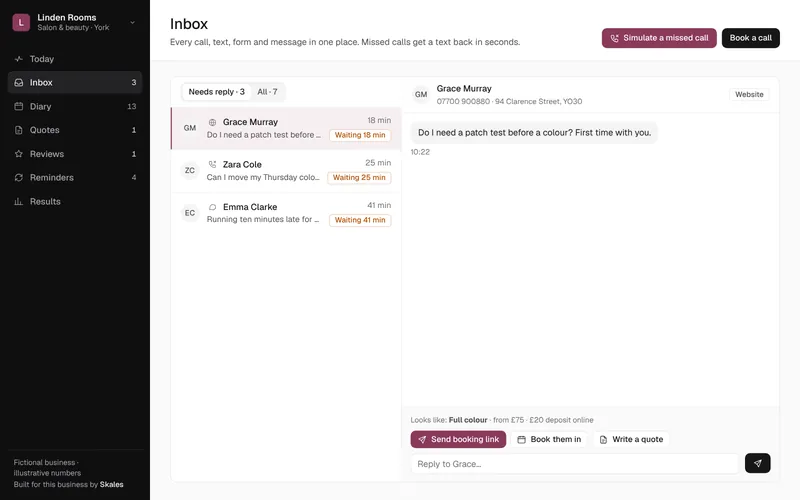 L
Linden Rooms
Salon & beauty · York
Today
Inbox 3
Diary 13
Quotes 1
Reviews 1
Reminders 4
Results
Fictional business ·
illustrative numbers
Built for this business by Skales
Inbox
Every call, text, form and message in one place. Missed calls get a text back in seconds.
Simulate a missed call
Book a call
Needs reply · 3
All · 7
GM
Grace Murray
18 min
Do I need a patch test before ...
Waiting 18 min
ZC
Zara Cole
25 min
Can I move my Thursday colo...
Waiting 25 min
EC
Emma Clarke
41 min
Running ten minutes late for ...
Waiting 41 min
GM
Grace Murray
07700 900880 · 94 Clarence Street, YO30
Website
Do I need a patch test before a colour? First time with you.
10:22
Looks like: Full colour · from £75 · £20 deposit online
Send booking link
Book them in
Write a quote
Reply to Grace...